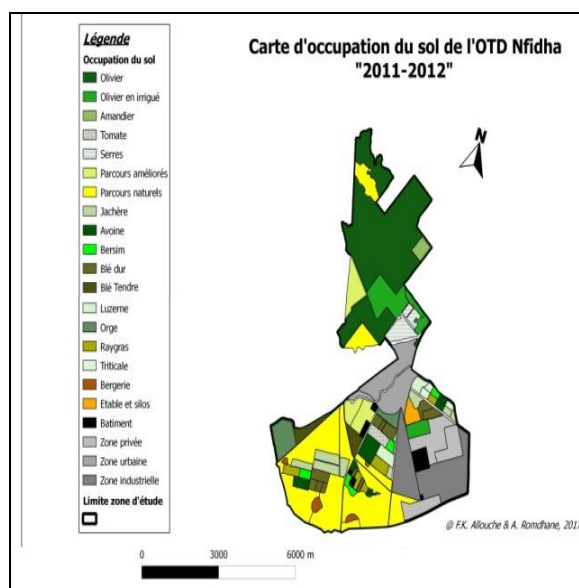 Légende
Occupation du sol
Olivier
Olivier en irrigué
Amandier
Tomate
Serres
Parcours améliorés
Parcours naturels
Jachère
Avoine
Bersim
Blé dur
Blé Tendre
Luzerne
Orge
Raygras
Triticale
Bergerie
Etable et silos
Batiment
Zone privée
Zone urbaine
Zone industrielle
Limite zone d'étude
Carte d'occupation du sol de l'OTD Nfidha
"2011-2012"
N
@ F.K. Allouche & A. Romdhane, 2017
0 3000 6000 m